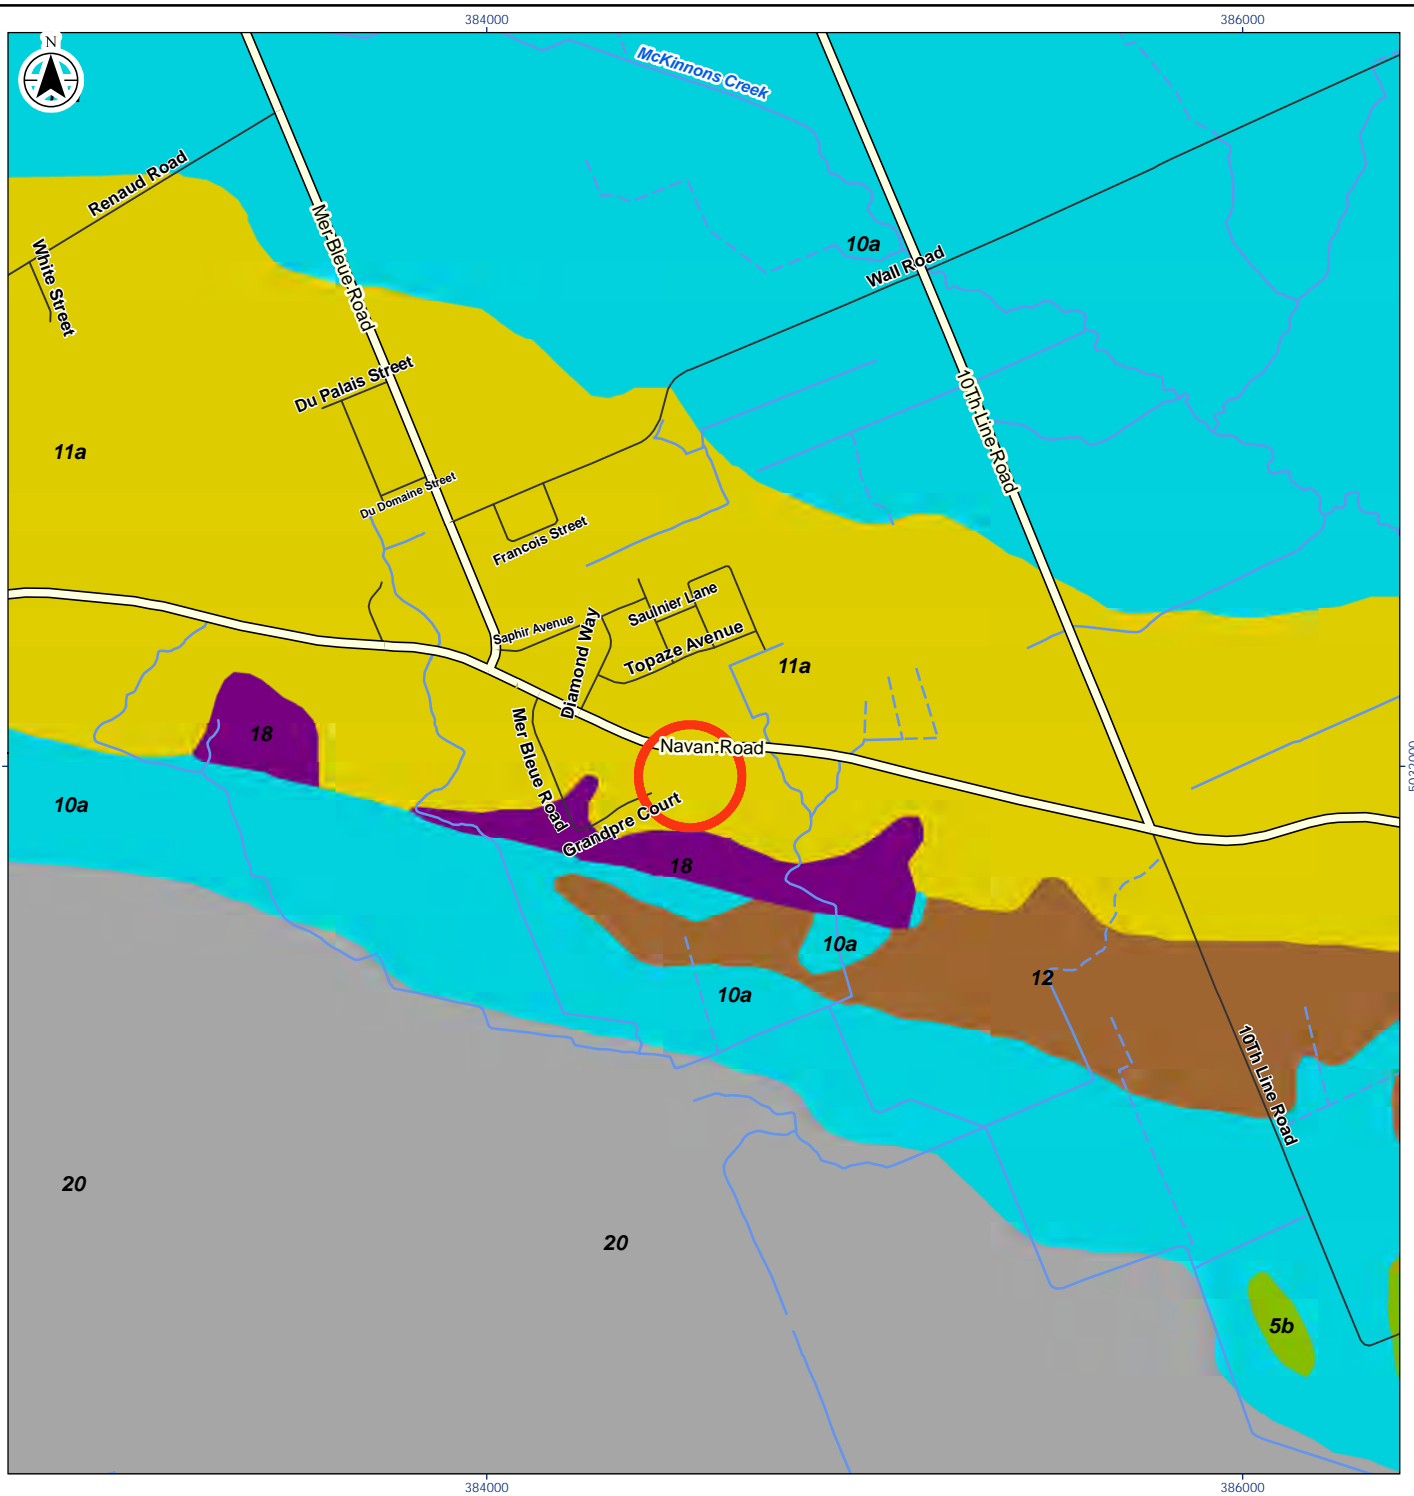 384000
386000
N
McKinnons Creek
Renaud Road
Mer Bleue Road
White Street
10a
Wall Road
Du Palais Street
10Th Line Road
11a
Du Domaine Street
Francois Street
Saulnier Lane
Saphir Avenue
Diamond Way
Topaze Avenue
11a
18
Mer Bleue Road
Navan Road
10a
Grandpre Court
18
10a
12
10a
10Th Line Road
20
20
5b
384000
386000